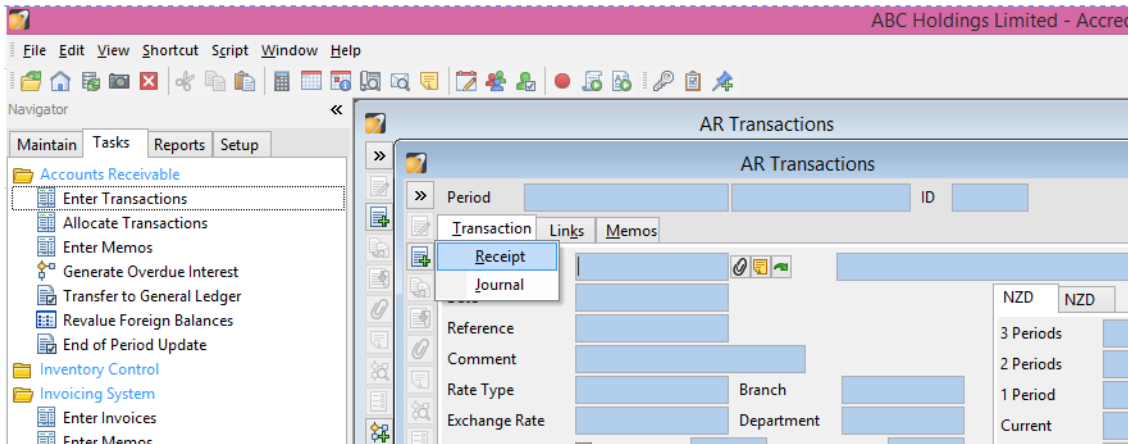 ABC Holdings Limited - Accred
File Edit View Shortcut Script Window Help
Navigator «
Maintain Tasks Reports Setup
Accounts Receivable
Enter Transactions
Allocate Transactions
Enter Memos
Generate Overdue Interest
Transfer to General Ledger
Revalue Foreign Balances
End of Period Update
Inventory Control
Invoicing System
Enter Invoices
Enter Memos
AR Transactions
»
AR Transactions
» Period ID
Transaction Links Memos
Receipt
Journal
NZD NZD
Reference
Comment
Rate Type Branch
Exchange Rate Department
3 Periods
2 Periods
1 Period
Current